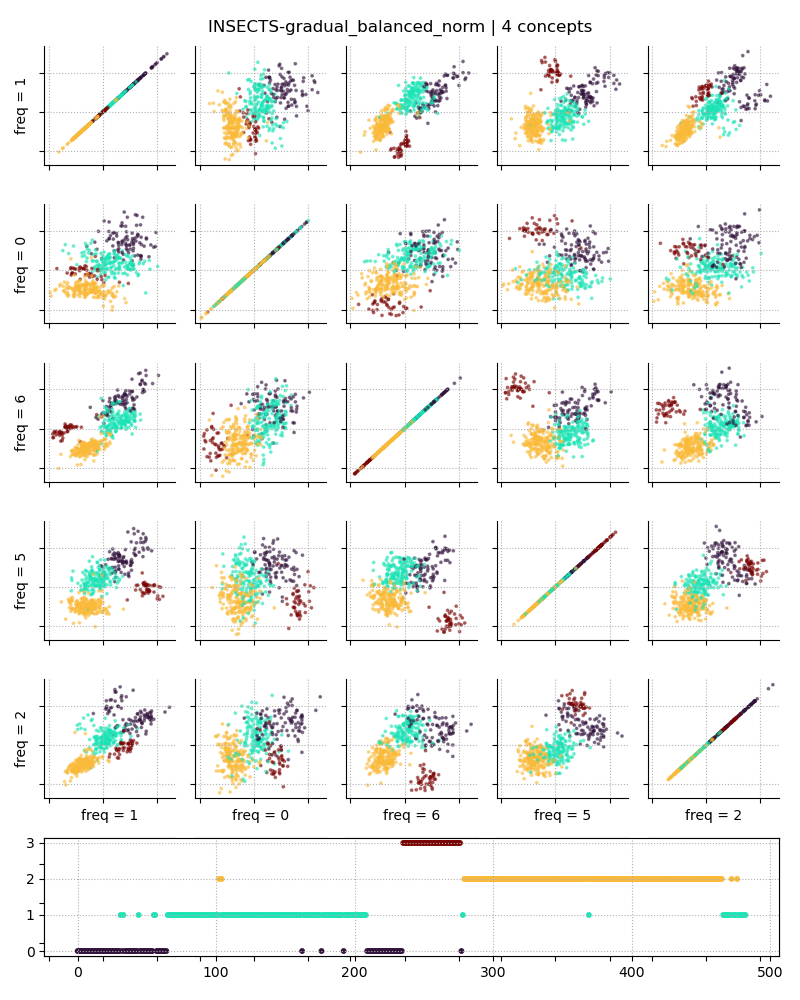 INSECTS-gradual_balanced_norm | 4 concepts
freq = 1
freq = 0
freq = 6
freq = 5
freq = 2
freq = 1 freq = 0 freq = 6 freq = 5 freq = 2
3
2
1
0
0 100 200 300 400 500